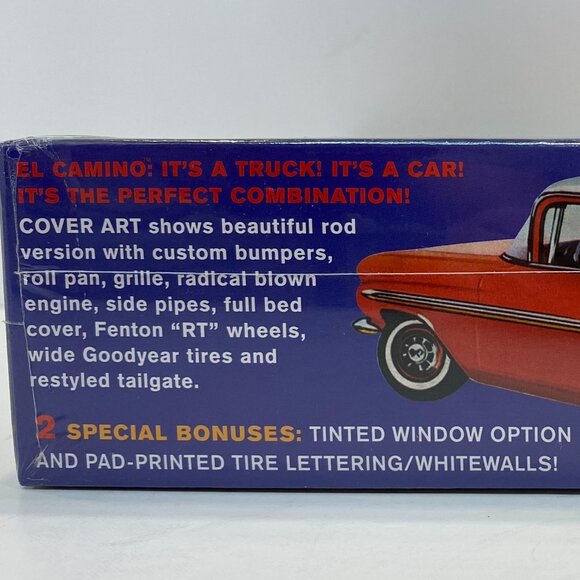 EL CAMINO: IT'S A TRUCK! IT'S A CAR!
IT'S THE PERFECT COMBINATION!
COVER ART shows beautiful rod
version with custom bumpers,
roll pan, grille, radical blown
engine, side pipes, full bed
cover, Fenton "RT" wheels,
wide Goodyear tires and
restyled tailgate.
2 SPECIAL BONUSES: TINTED WINDOW OPTION
AND PAD-PRINTED TIRE LETTERING/WHITEWALLS!